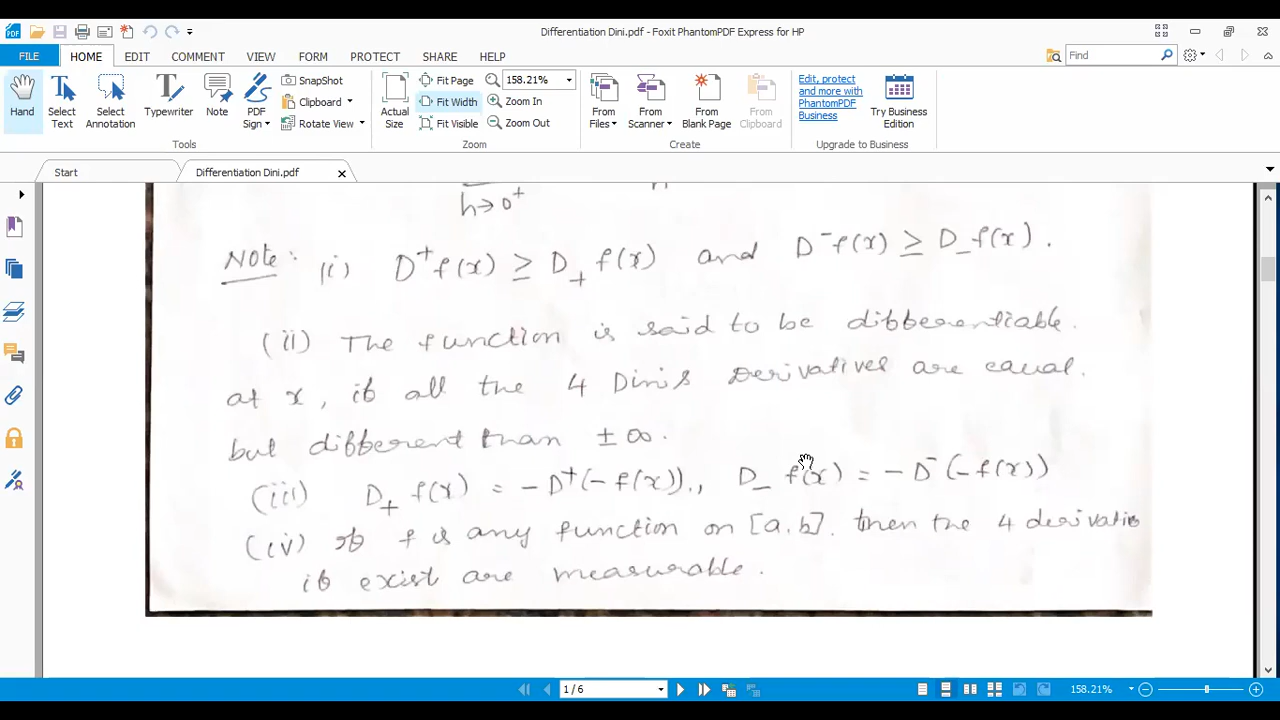 Differentiation Dini.pdf - Foxit PhantomPDF Express for HP
FILE HOME EDIT COMMENT VIEW FORM PROTECT SHARE HELP
Find
Hand
Select Text
Select Annotation
Typewriter
Note
PDF Sign
SnapShot
Clipboard
Rotate View
Actual Size
Fit Page
Fit Width
Fit Visible
158.21%
Zoom In
Zoom Out
From Files
From Scanner
From Blank Page
From Clipboard
Edit, protect
and more with
PhantomPDF
Business
Try Business Edition
Tools Zoom Create Upgrade to Business
Start Differentiation Dini.pdf
h→0⁺
Note: (i) D⁺f(x) ≥ D₊ f(x) and D⁻f(x) ≥ D₋f(x).
(ii) The function is said to be differentiable.
at x, if all the 4 Dini's Derivatives are equal.
but different than ± ∞.
(iii) D₊ f(x) = -D⁺(-f(x)), D₋ f(x) = -D⁻(-f(x))
(iv) If f is any function on [a,b]. then the 4 derivative
if exist are measurable.
1 / 6
158.21%